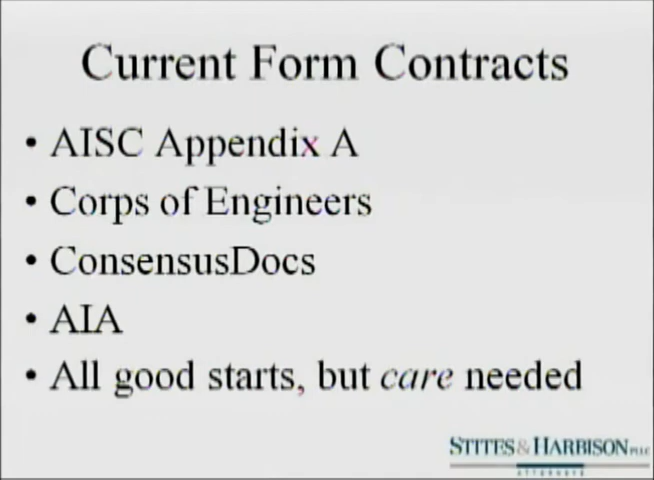 Current Form Contracts
• AISC Appendix A
• Corps of Engineers
• ConsensusDocs
• AIA
• All good starts, but care needed
STITES & HARBISON PLLC
ATTORNEYS